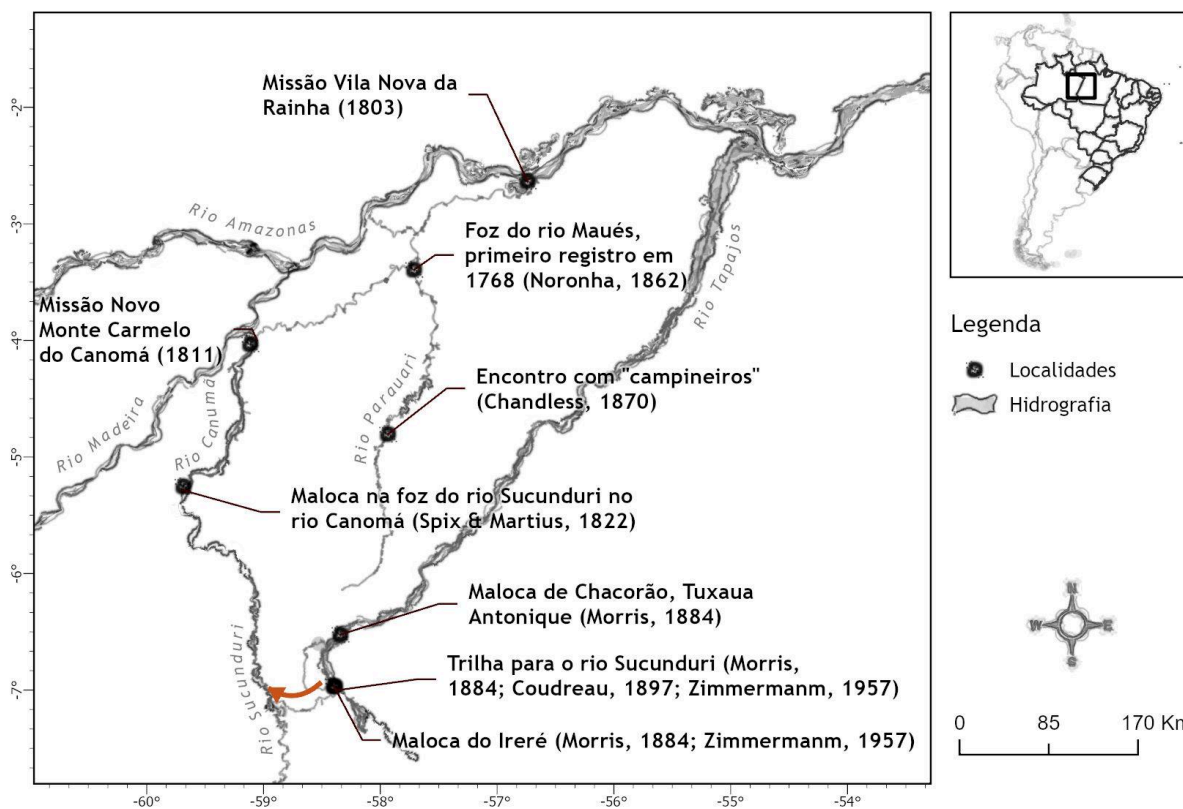 Missão Vila Nova da
Rainha (1803)
Rio Amazonas
Foz do rio Maués,
primeiro registro em
1768 (Noronha, 1862)
Rio Tapajos
Missão Novo
Monte Carmelo
do Canomá (1811)
Encontro com "campineiros"
(Chandless, 1870)
Rio Parauari
Rio Madeira
Rio Canumã
Maloca na foz do rio Sucunduri no
rio Canomá (Spix & Martius, 1822)
Maloca de Chacorão, Tuxaua
Antonique (Morris, 1884)
Trilha para o rio Sucunduri (Morris,
1884; Coudreau, 1897; Zimmermanm, 1957)
Rio Sucunduri
Maloca do Ireré (Morris, 1884; Zimmermanm, 1957)
-2°
-3°
-4°
-5°
-6°
-7°
-60° -59° -58° -57° -56° -55° -54°
Legenda
Localidades
Hidrografia
N
W E
S
0 85 170 Km